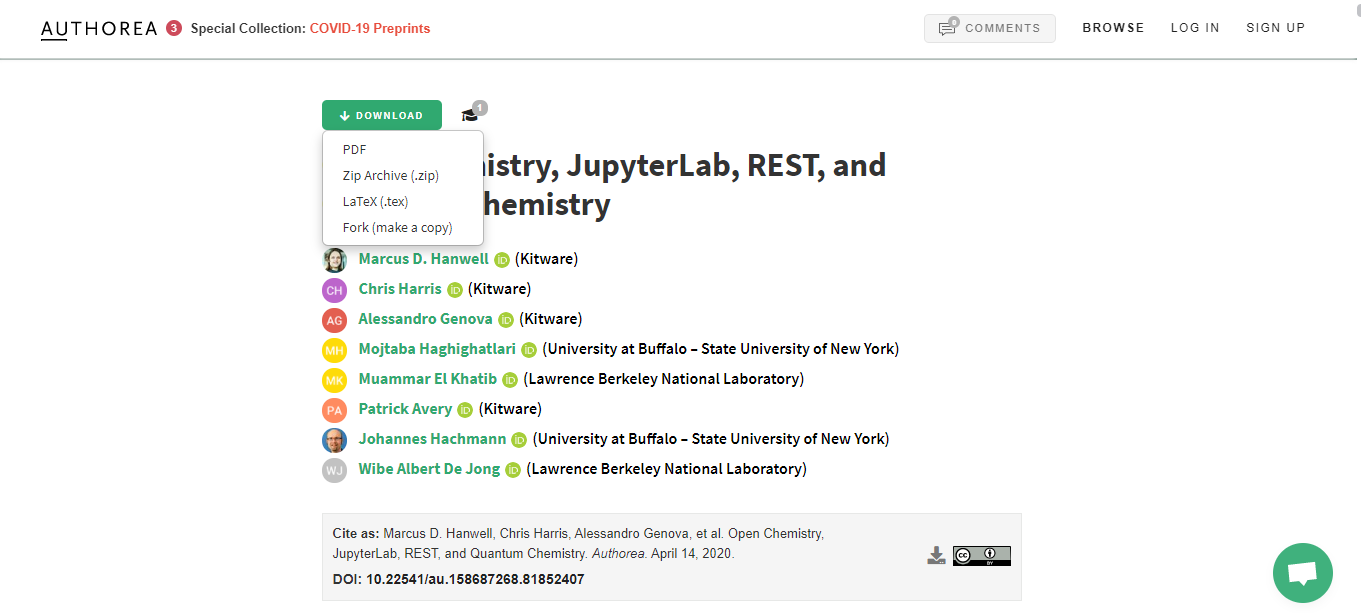 AUTHOREA 3 Special Collection: COVID-19 Preprints
0 COMMENTS BROWSE LOG IN SIGN UP
DOWNLOAD 1
PDF
Zip Archive (.zip)
LaTeX (.tex)
Fork (make a copy)
istry, JupyterLab, REST, and
hemistry
Marcus D. Hanwell iD (Kitware)
CH Chris Harris iD (Kitware)
AG Alessandro Genova iD (Kitware)
MH Mojtaba Haghighatlari iD (University at Buffalo – State University of New York)
MK Muammar El Khatib iD (Lawrence Berkeley National Laboratory)
PA Patrick Avery iD (Kitware)
Johannes Hachmann iD (University at Buffalo – State University of New York)
WJ Wibe Albert De Jong iD (Lawrence Berkeley National Laboratory)
Cite as: Marcus D. Hanwell, Chris Harris, Alessandro Genova, et al. Open Chemistry,
JupyterLab, REST, and Quantum Chemistry. Authorea. April 14, 2020.
DOI: 10.22541/au.158687268.81852407
cc BY